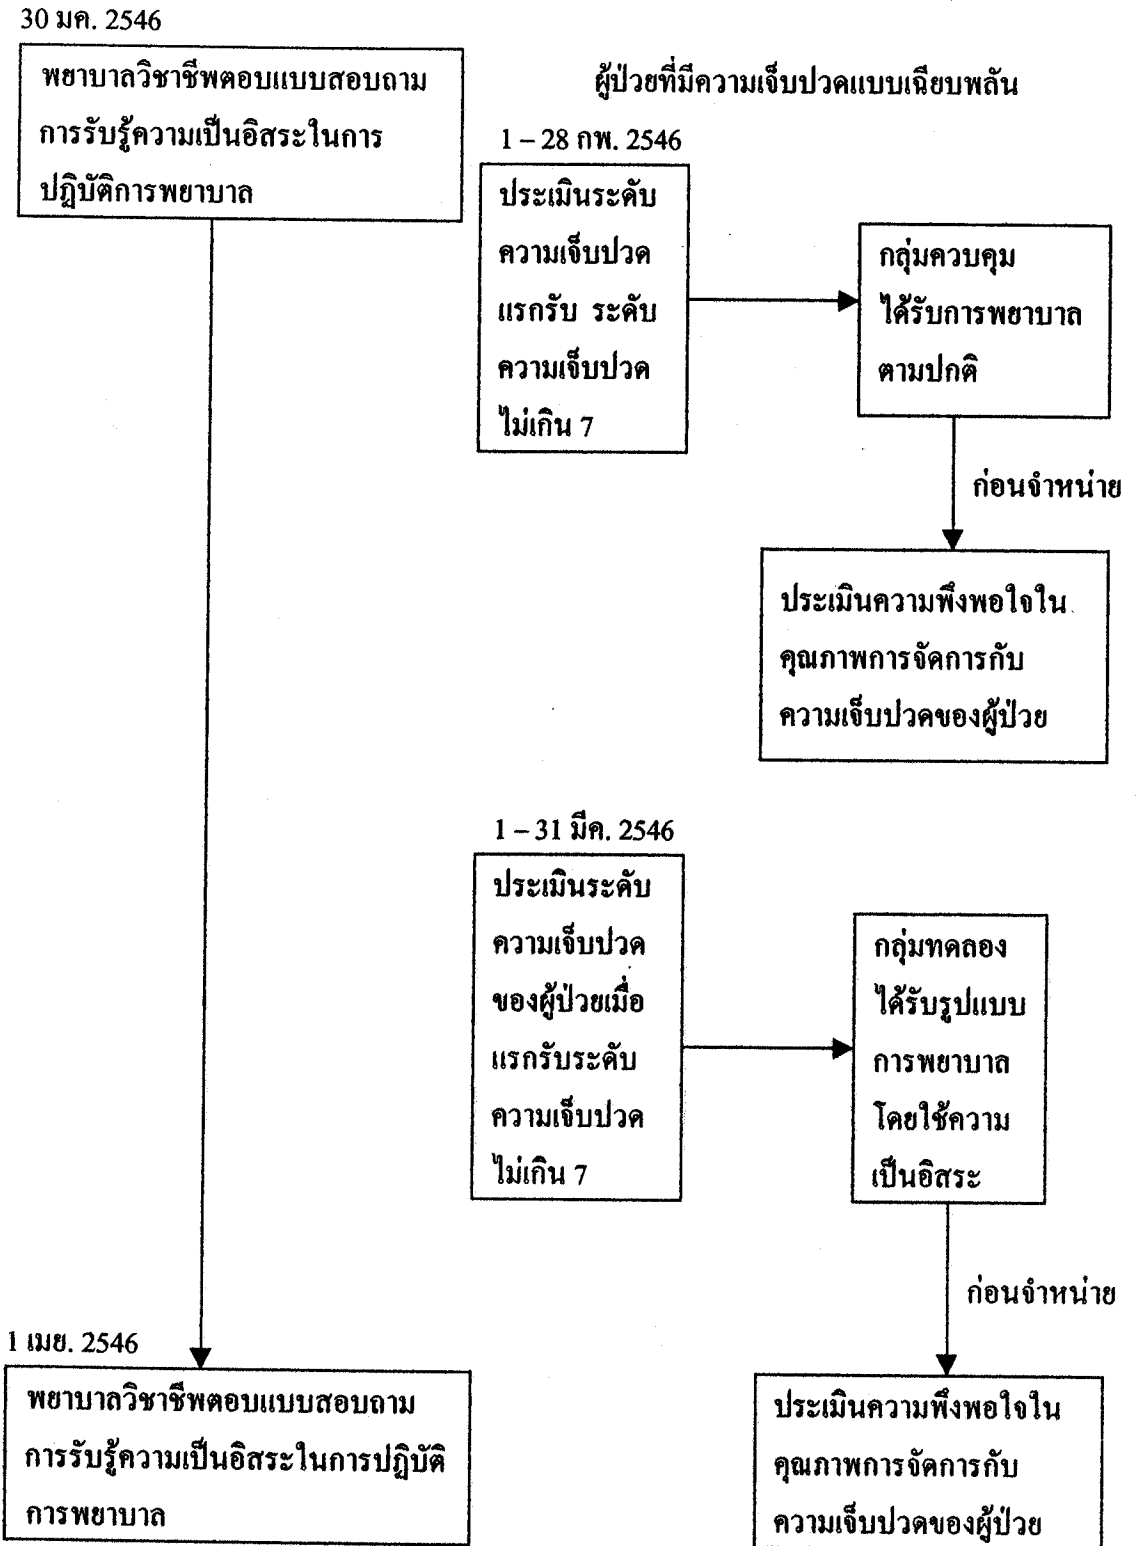 30 มค. 2546
พยาบาลวิชาชีพตอบแบบสอบถาม
การรับรู้ความเป็นอิสระในการ
ปฏิบัติการพยาบาล
ผู้ป่วยที่มีความเจ็บปวดแบบเฉียบพลัน
1 – 28 กพ. 2546
ประเมินระดับ
ความเจ็บปวด
แรกรับ ระดับ
ความเจ็บปวด
ไม่เกิน 7
กลุ่มควบคุม
ได้รับการพยาบาล
ตามปกติ
ก่อนจำหน่าย
ประเมินความพึงพอใจใน
คุณภาพการจัดการกับ
ความเจ็บปวดของผู้ป่วย
1 – 31 มีค. 2546
ประเมินระดับ
ความเจ็บปวด
ของผู้ป่วยเมื่อ
แรกรับระดับ
ความเจ็บปวด
ไม่เกิน 7
กลุ่มทดลอง
ได้รับรูปแบบ
การพยาบาล
โดยใช้ความ
เป็นอิสระ
ก่อนจำหน่าย
1 เมย. 2546
พยาบาลวิชาชีพตอบแบบสอบถาม
การรับรู้ความเป็นอิสระในการปฏิบัติ
การพยาบาล
ประเมินความพึงพอใจใน
คุณภาพการจัดการกับ
ความเจ็บปวดของผู้ป่วย